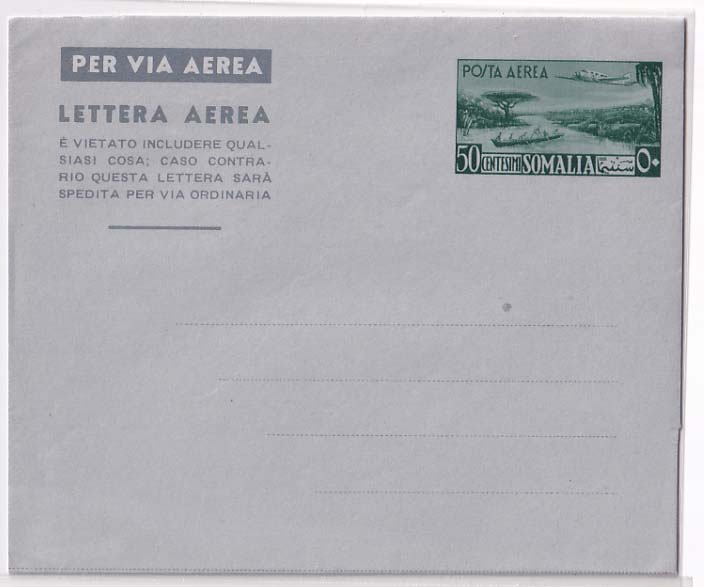 PER VIA AEREA
LETTERA AEREA
È VIETATO INCLUDERE QUAL-
SIASI COSA; CASO CONTRA-
RIO QUESTA LETTERA SARÀ
SPEDITA PER VIA ORDINARIA
POSTA AEREA
50 CENTESIMI SOMALIA ٥٠